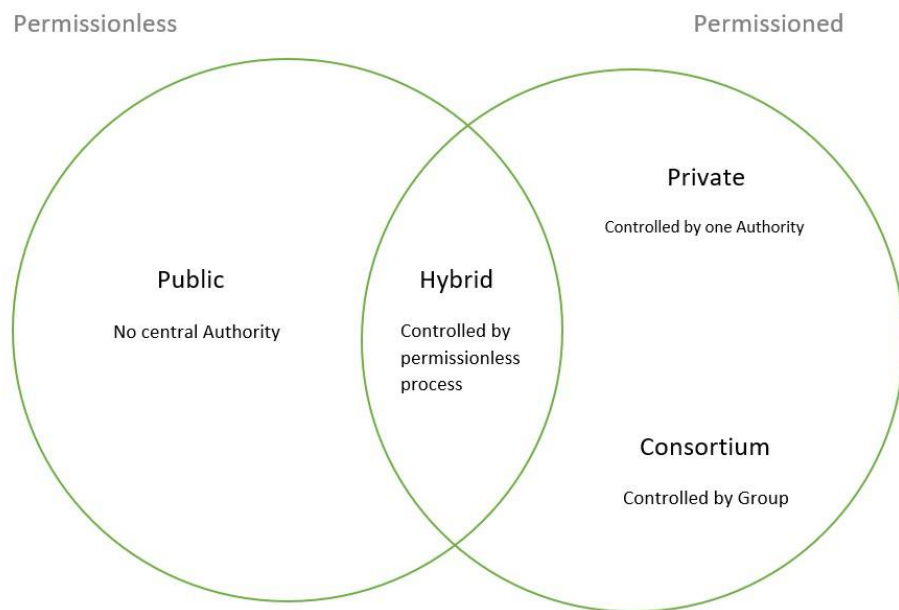 Permissionless
Permissioned
Public
No central Authority
Hybrid
Controlled by
permissionless
process
Private
Controlled by one Authority
Consortium
Controlled by Group